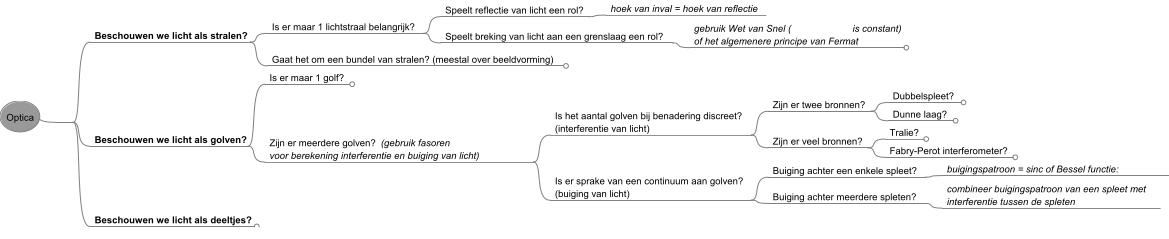 Optica
Beschouwen we licht als stralen?
Is er maar 1 lichtstraal belangrijk?
Speelt reflectie van licht een rol?
hoek van inval = hoek van reflectie
Speelt breking van licht aan een grenslaag een rol?
gebruik Wet van Snel ( is constant)
of het algemenere principe van Fermat
Gaat het om een bundel van stralen? (meestal over beeldvorming)
Beschouwen we licht als golven?
Is er maar 1 golf?
Zijn er meerdere golven? (gebruik fasoren
voor berekening interferentie en buiging van licht)
Is het aantal golven bij benadering discreet?
(interferentie van licht)
Zijn er twee bronnen?
Dubbelspleet?
Dunne laag?
Zijn er veel bronnen?
Tralie?
Fabry-Perot interferometer?
Is er sprake van een continuum aan golven?
(buiging van licht)
Buiging achter een enkele spleet?
buigingspatroon = sinc of Bessel functie:
Buiging achter meerdere spleten?
combineer buigingspatroon van een spleet met
interferentie tussen de spleten
Beschouwen we licht als deeltjes?